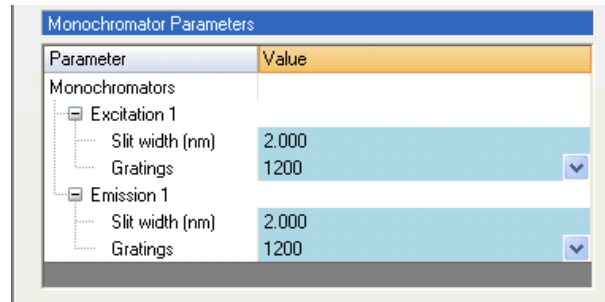 Monochromator Parameters
Parameter Value
Monochromators
Excitation 1
Slit width (nm) 2.000
Gratings 1200
Emission 1
Slit width (nm) 2.000
Gratings 1200